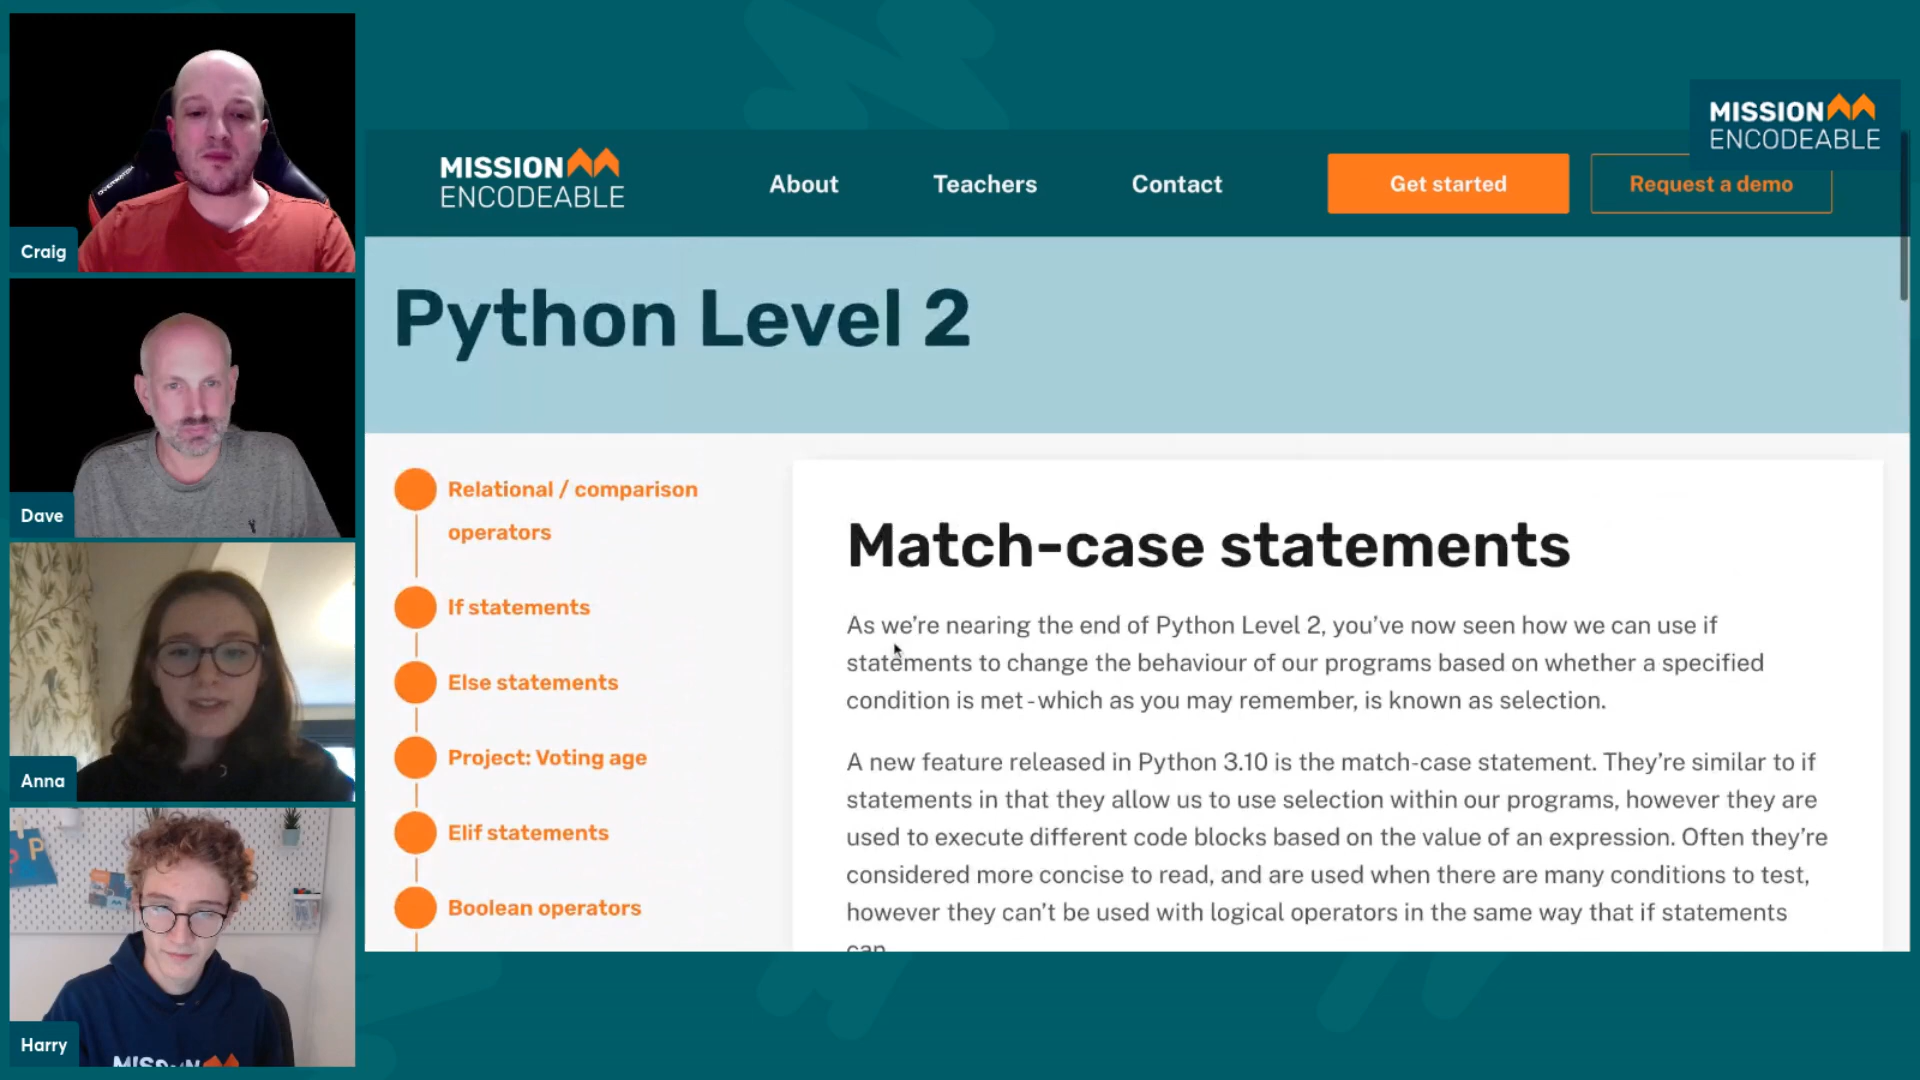 Craig
Dave
Anna
Harry
MISSION
ENCODEABLE
MISSION
ENCODEABLE
About
Teachers
Contact
Get started
Request a demo
Python Level 2
Relational / comparison
operators
If statements
Else statements
Project: Voting age
Elif statements
Boolean operators
Match-case statements
As we're nearing the end of Python Level 2, you've now seen how we can use if
statements to change the behaviour of our programs based on whether a specified
condition is met - which as you may remember, is known as selection.
A new feature released in Python 3.10 is the match-case statement. They're similar to if
statements in that they allow us to use selection within our programs, however they are
used to execute different code blocks based on the value of an expression. Often they're
considered more concise to read, and are used when there are many conditions to test,
however they can't be used with logical operators in the same way that if statements
can.